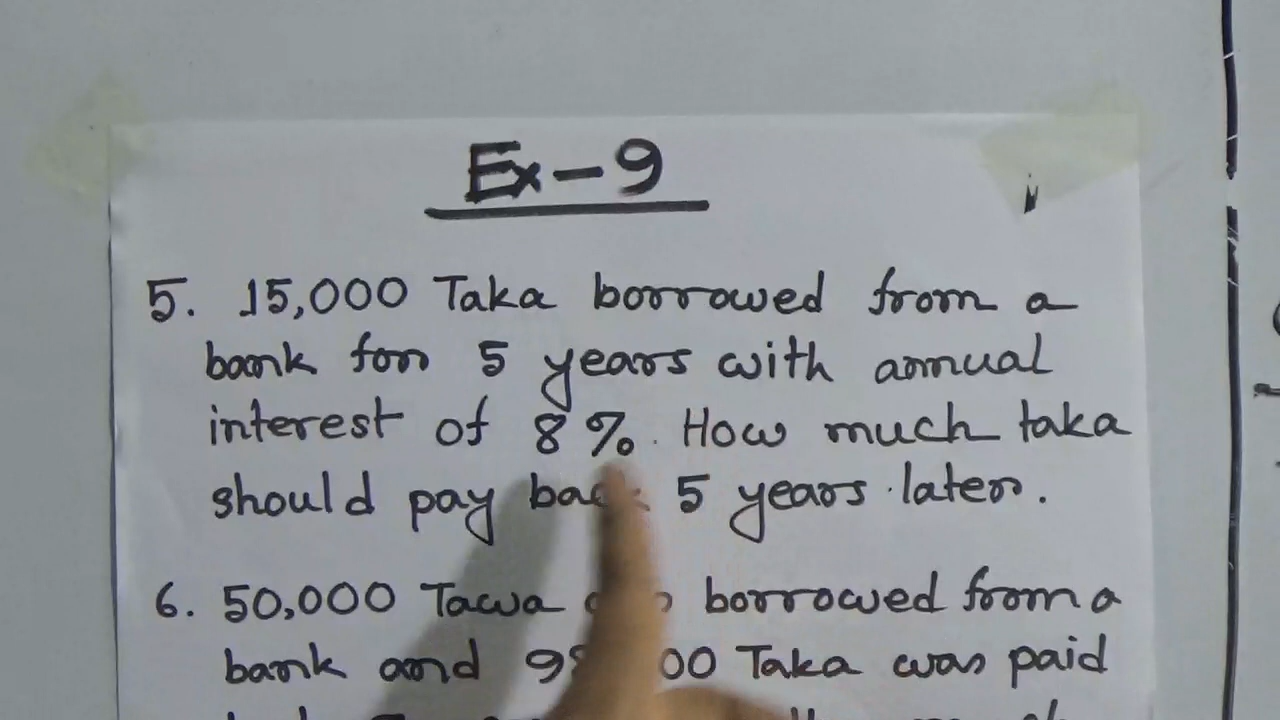 Ex-9
5. 15,000 Taka borrowed from a
bank for 5 years with annual
interest of 8%. How much taka
should pay 5 years later.
6. 50,000 Tawa borrowed from a
bank and Taka was paid